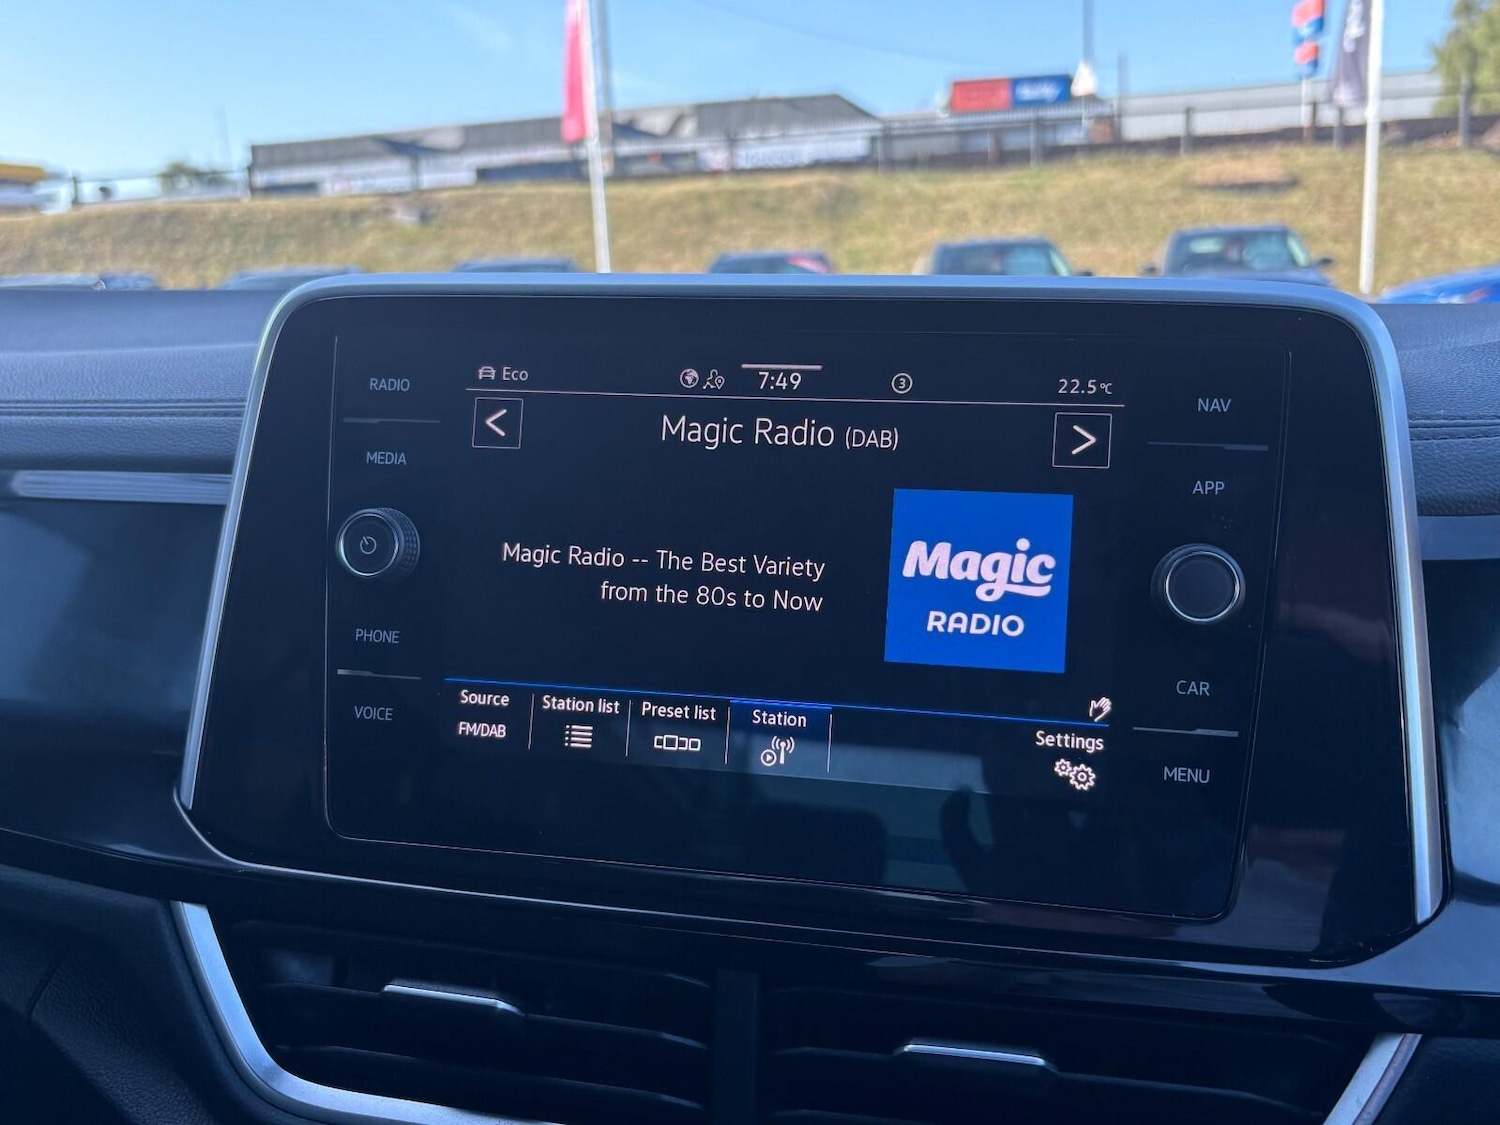 RADIO
MEDIA
PHONE
VOICE
Eco
7:49
3
22.5°C
Magic Radio (DAB)
Magic Radio -- The Best Variety
from the 80s to Now
Magic
RADIO
Source
FM/DAB
Station list
Preset list
Station
Settings
NAV
APP
CAR
MENU